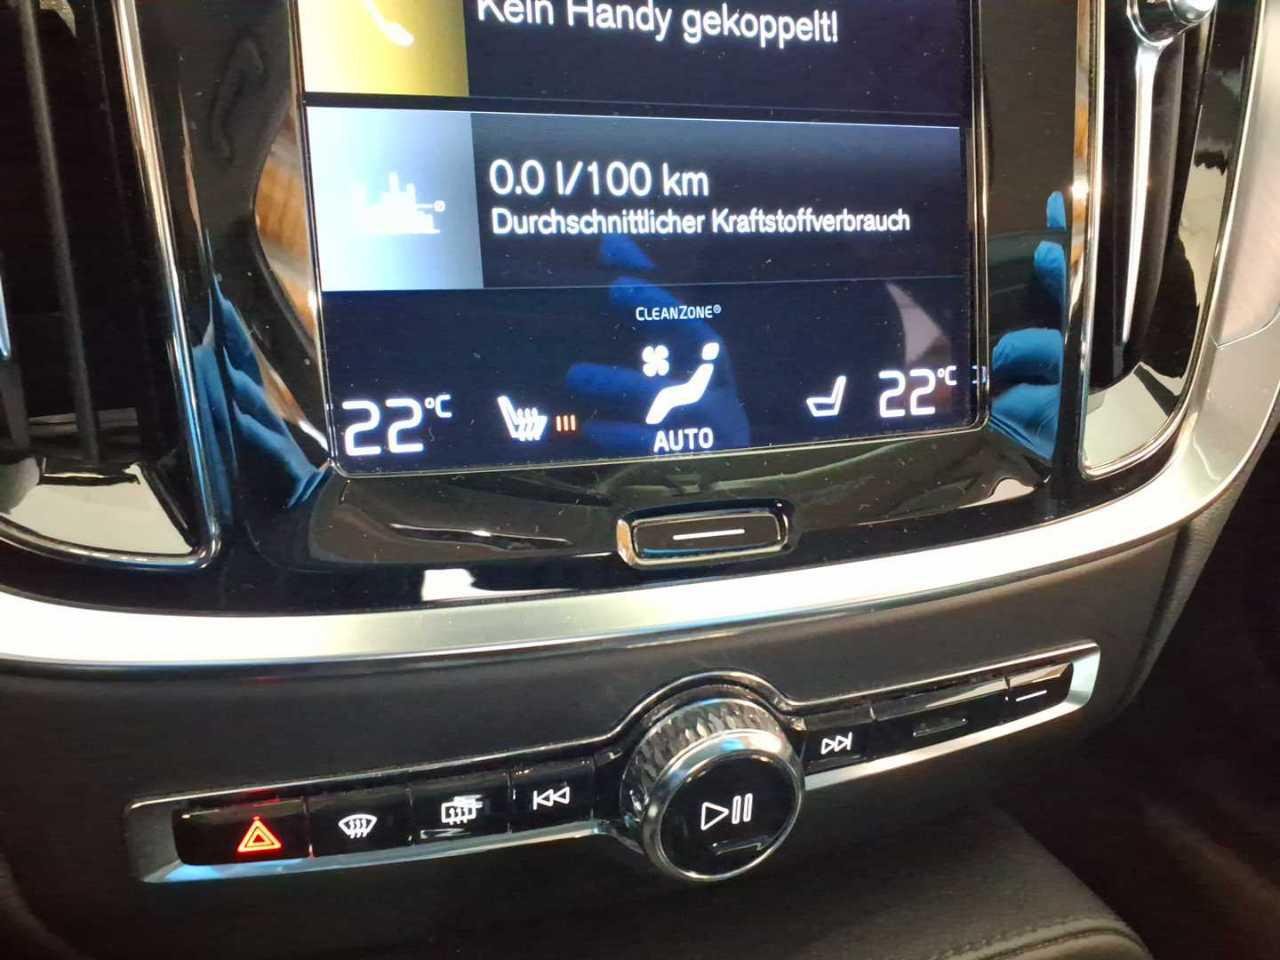 Kein Handy gekoppelt!
0.0 l/100 km
Durchschnittlicher Kraftstoffverbrauch
CLEANZONE®
22°C
22°C
AUTO